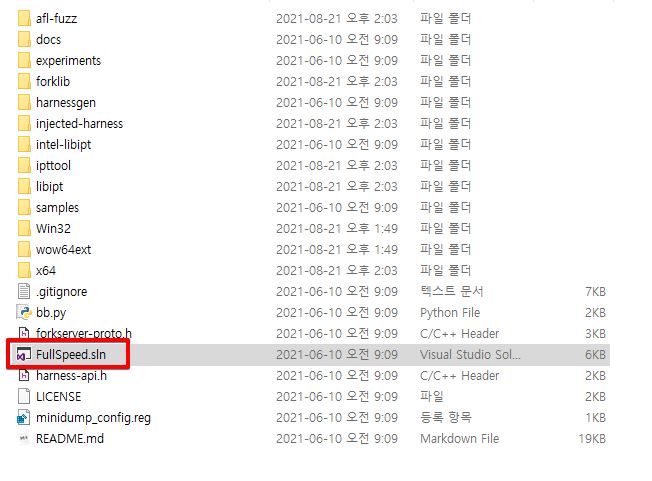 afl-fuzz 2021-08-21 오후 2:03 파일 폴더
docs 2021-06-10 오전 9:09 파일 폴더
experiments 2021-06-10 오전 9:09 파일 폴더
forklib 2021-08-21 오후 2:03 파일 폴더
harnessgen 2021-06-10 오전 9:09 파일 폴더
injected-harness 2021-08-21 오후 2:03 파일 폴더
intel-libipt 2021-06-10 오전 9:09 파일 폴더
ipttool 2021-08-21 오후 2:03 파일 폴더
libipt 2021-08-21 오후 2:03 파일 폴더
samples 2021-06-10 오전 9:09 파일 폴더
Win32 2021-08-21 오후 1:49 파일 폴더
wow64ext 2021-08-21 오후 1:49 파일 폴더
x64 2021-08-21 오후 2:03 파일 폴더
.gitignore 2021-06-10 오전 9:09 텍스트 문서 7KB
bb.py 2021-06-10 오전 9:09 Python File 2KB
forkserver-proto.h 2021-06-10 오전 9:09 C/C++ Header 3KB
FullSpeed.sln 2021-06-10 오전 9:09 Visual Studio Sol... 6KB
harness-api.h 2021-06-10 오전 9:09 C/C++ Header 2KB
LICENSE 2021-06-10 오전 9:09 파일 2KB
minidump_config.reg 2021-06-10 오전 9:09 등록 항목 1KB
README.md 2021-06-10 오전 9:09 Markdown File 19KB